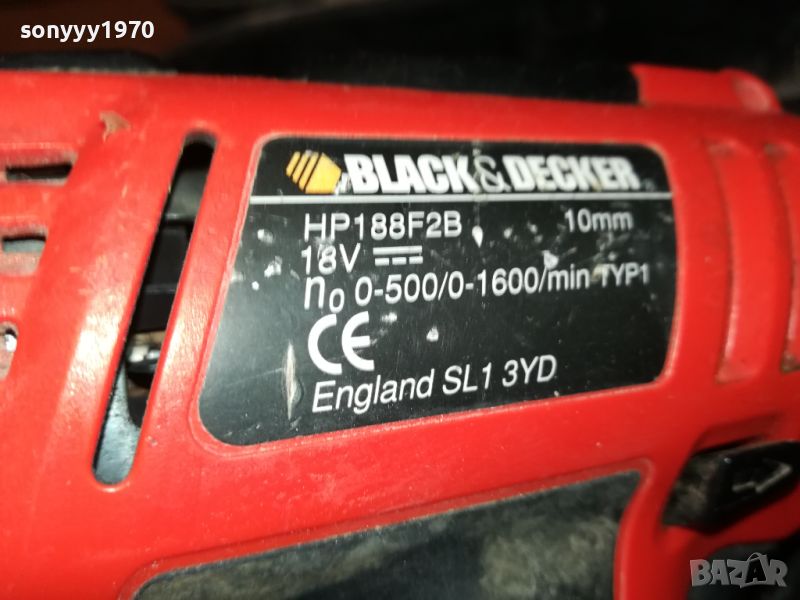 sonyyy1970
BLACK & DECKER
HP188F2B 10mm
18V
n0 0-500/0-1600/min TYP1
CE
England SL1 3YD
BAZAR